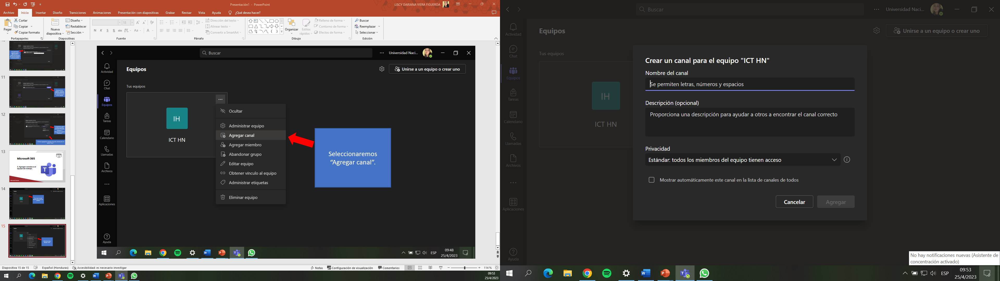 Presentación1 - PowerPoint
LISCY DARIANA VIERA FIGUEROA
Archivo
Inicio
Insertar
Diseño
Transiciones
Animaciones
Presentación con diapositivas
Grabar
Revisar
Vista
Ayuda
¿Qué desea hacer?
Pegar
Cortar
Copiar
Copiar formato
Portapapeles
Nueva
diapositiva
Diseño
Restablecer
Sección
Diapositivas
18
N K S S abc AV Aa A
Fuente
Dirección del texto
Alinear texto
Convertir a SmartArt
Párrafo
Organizar
Estilos
rápidos
Relleno de forma
Contorno de forma
Efectos de forma
Dibujo
Buscar
Reemplazar
Seleccionar
Edición
11
12
13
Microsoft 365
3. Agregar canales a el
equipo de trabajo.
14
15
Buscar
Universidad Naci...
Actividad
Chat
Equipos
Tareas
Calendario
Llamadas
Archivos
Aplicaciones
Ayuda
Equipos
Unirse a un equipo o crear uno
Tus equipos
IH
ICT HN
Ocultar
Administrar equipo
Agregar canal
Agregar miembro
Abandonar grupo
Editar equipo
Obtener vínculo al equipo
Administrar etiquetas
Eliminar equipo
Seleccionaremos
“Agregar canal”.
ESP
09:48
25/4/2023
Diapositiva 15 de 15
Español (Honduras)
Accesibilidad: es necesario investigar
Notas
Configuración de visualización
Comentarios
114 %
09:53
25/4/2023
Buscar
Universidad Naci...
Actividad
Chat
Equipos
Tareas
Calendario
Llamadas
Archivos
Aplicaciones
Ayuda
Equipos
Unirse a un equipo o crear uno
Tus equipos
IH
ICT HN
Crear un canal para el equipo "ICT HN"
Nombre del canal
Se permiten letras, números y espacios
Descripción (opcional)
Proporciona una descripción para ayudar a otros a encontrar el canal correcto
Privacidad
Estándar: todos los miembros del equipo tienen acceso
Mostrar automáticamente este canal en la lista de canales de todos
Cancelar
Agregar
No hay notificaciones nuevas (Asistente de
concentración activado)
ESP
09:53
25/4/2023